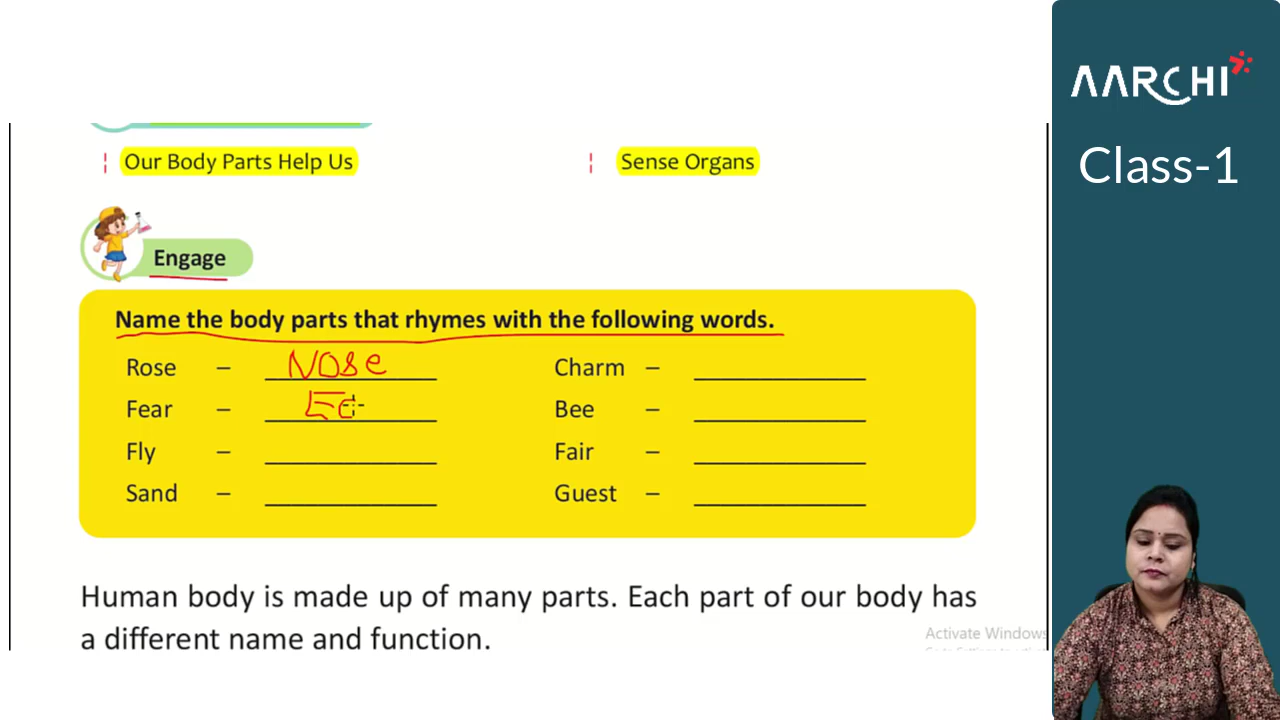 AARCHI
Class-1
Our Body Parts Help Us
Sense Organs
Engage
Name the body parts that rhymes with the following words.
Rose – Nose
Charm –
Fear – Ea
Bee –
Fly –
Fair –
Sand –
Guest –
Human body is made up of many parts. Each part of our body has
a different name and function.
Activate Windows